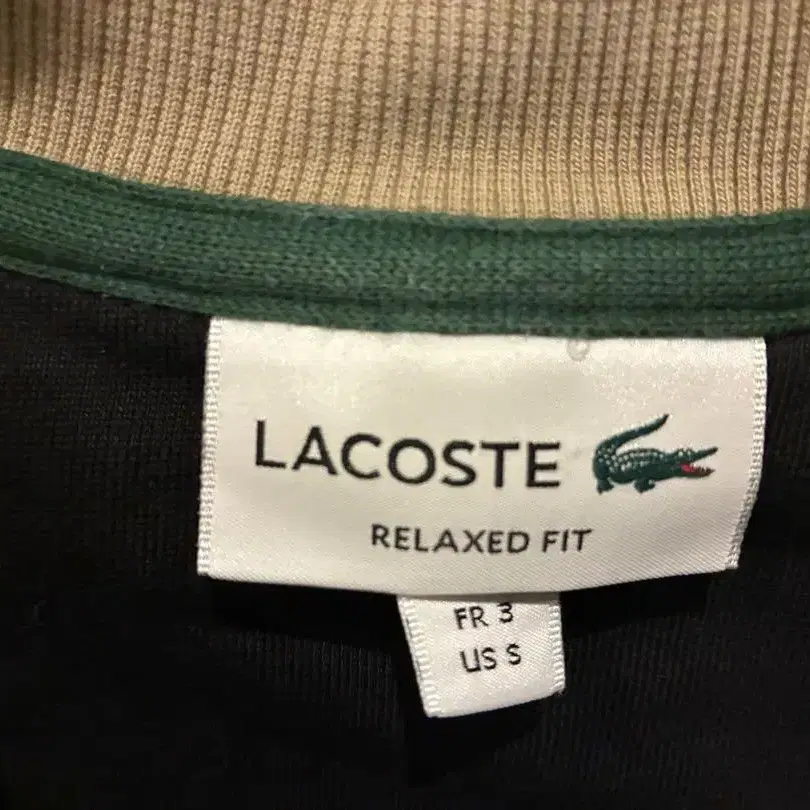 LACOSTE
RELAXED FIT
FR 3
US S